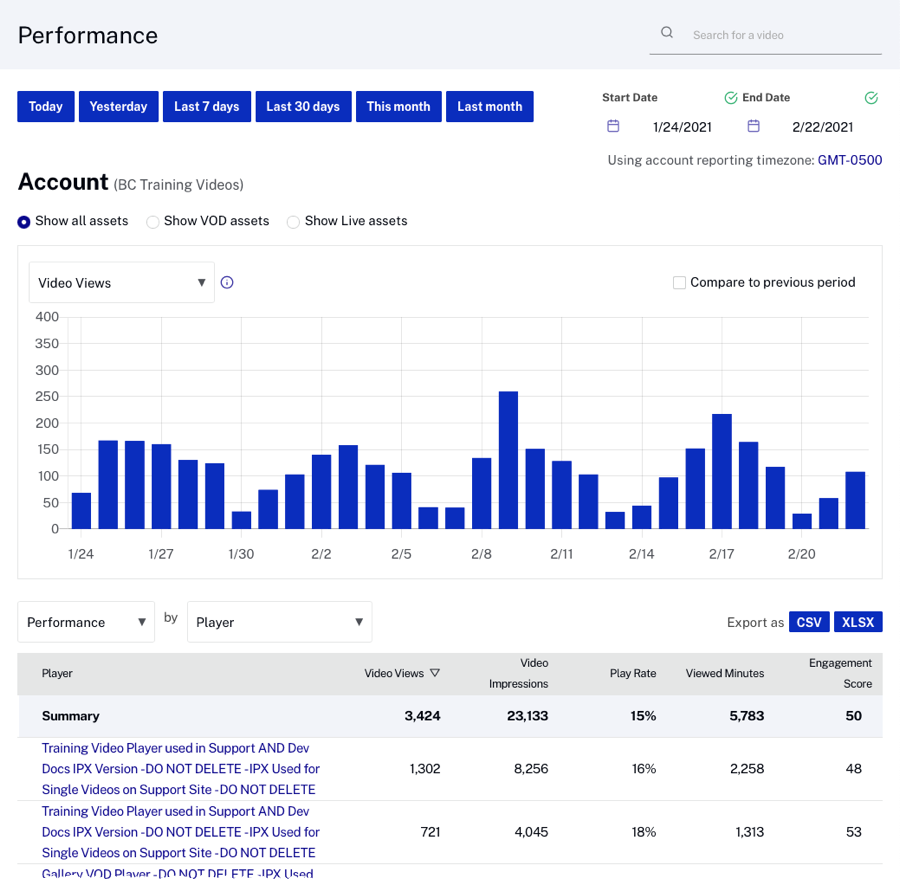 Performance
Search for a video
Today
Yesterday
Last 7 days
Last 30 days
This month
Last month
Start Date
End Date
1/24/2021
2/22/2021
Using account reporting timezone: GMT-0500
Account (BC Training Videos)
Show all assets
Show VOD assets
Show Live assets
Video Views
Compare to previous period
400
350
300
250
200
150
100
50
0
1/24
1/27
1/30
2/2
2/5
2/8
2/11
2/14
2/17
2/20
Performance
by
Player
Export as
CSV
XLSX
Player
Video Views
Video
Impressions
Play Rate
Viewed Minutes
Engagement
Score
Summary
3,424
23,133
15%
5,783
50
Training Video Player used in Support AND Dev
Docs IPX Version -DO NOT DELETE -IPX Used for
Single Videos on Support Site -DO NOT DELETE
1,302
8,256
16%
2,258
48
Training Video Player used in Support AND Dev
Docs IPX Version -DO NOT DELETE -IPX Used for
Single Videos on Support Site -DO NOT DELETE
721
4,045
18%
1,313
53
Gallery VOD Player -DO NOT DELETE -IPX Used